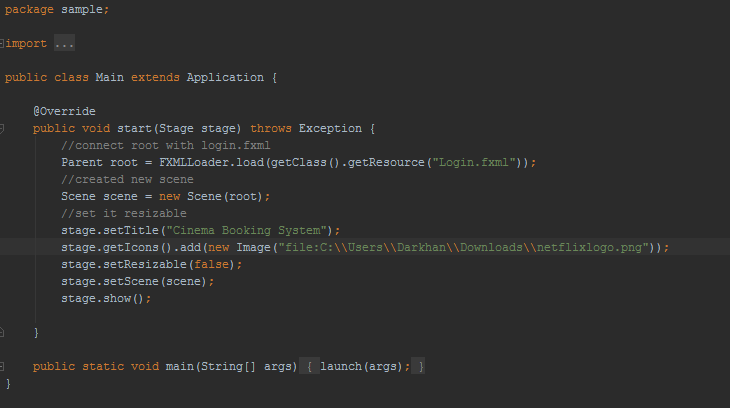 package sample;
import ...
public class Main extends Application {
@Override
public void start(Stage stage) throws Exception {
//connect root with login.fxml
Parent root = FXMLLoader.load(getClass().getResource("Login.fxml"));
//created new scene
Scene scene = new Scene(root);
//set it resizable
stage.setTitle("Cinema Booking System");
stage.getIcons().add(new Image("file:C:\\Users\\Darkhan\\Downloads\\netflixlogo.png"));
stage.setResizable(false);
stage.setScene(scene);
stage.show();
}
public static void main(String[] args) { launch(args); }
}